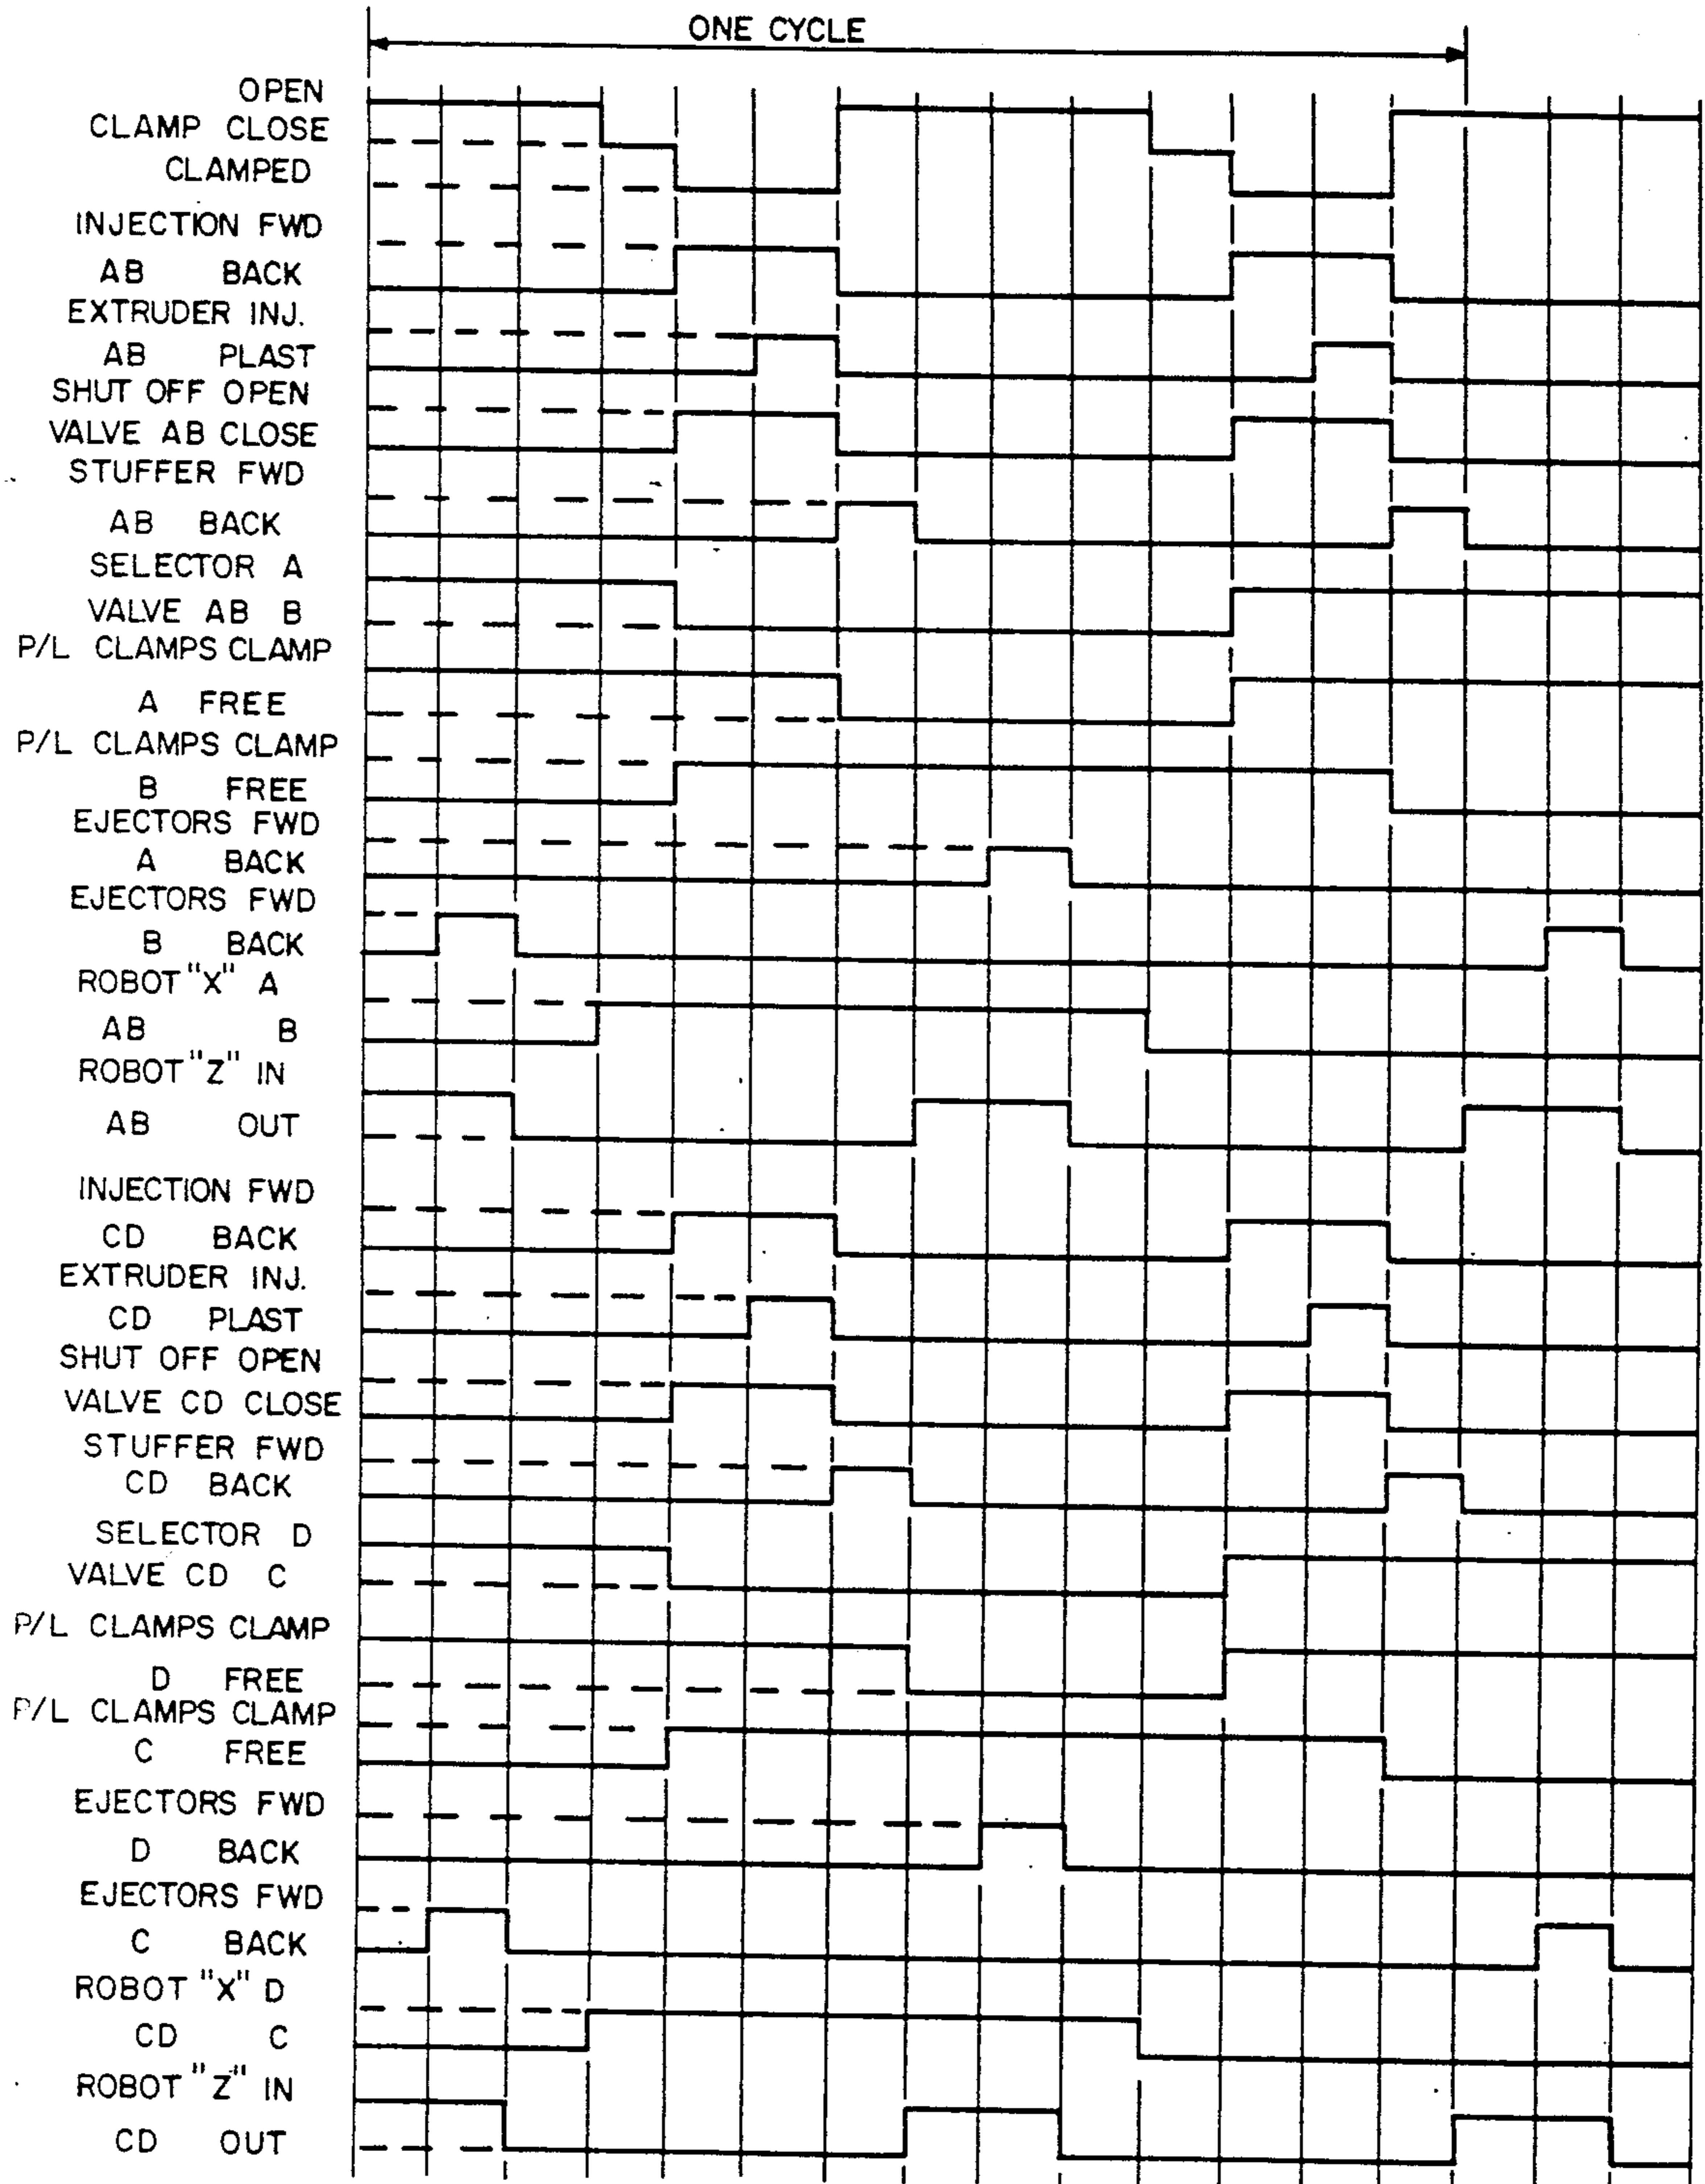 ONE CYCLE
OPEN
CLAMP CLOSE
CLAMPED
INJECTION FWD
AB BACK
EXTRUDER INJ.
AB PLAST
SHUT OFF OPEN
VALVE AB CLOSE
STUFFER FWD
AB BACK
SELECTOR A
VALVE AB B
P/L CLAMPS CLAMP
A FREE
P/L CLAMPS CLAMP
B FREE
EJECTORS FWD
A BACK
EJECTORS FWD
B BACK
ROBOT "X" A
AB B
ROBOT "Z" IN
AB OUT
INJECTION FWD
CD BACK
EXTRUDER INJ.
CD PLAST
SHUT OFF OPEN
VALVE CD CLOSE
STUFFER FWD
CD BACK
SELECTOR D
VALVE CD C
P/L CLAMPS CLAMP
D FREE
P/L CLAMPS CLAMP
C FREE
EJECTORS FWD
D BACK
EJECTORS FWD
C BACK
ROBOT "X" D
CD C
ROBOT "Z" IN
CD OUT